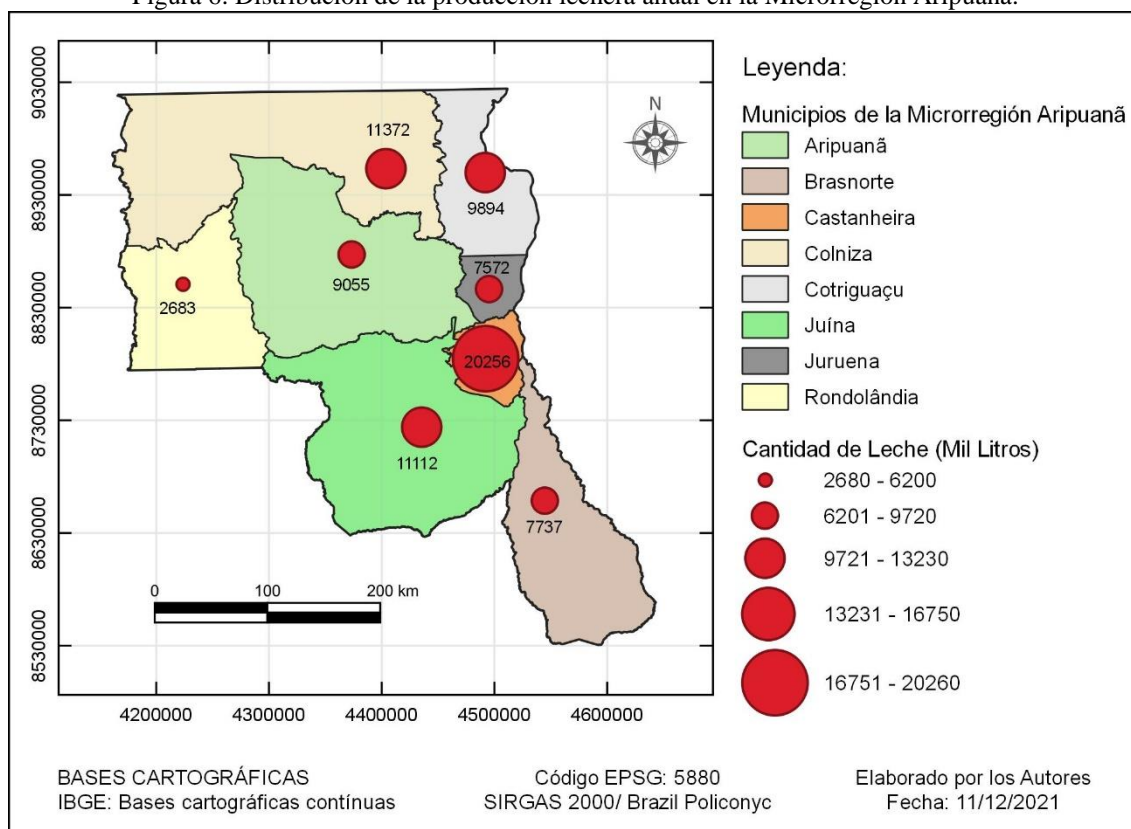 Figura 6: Distribución de la producción lechera anual en la Microrregión Aripuanã.
Leyenda:
Municipios de la Microrregión Aripuanã
Aripuanã
Brasnorte
Castanheira
Colniza
Cotriguaçu
Juína
Juruena
Rondolândia
Cantidad de Leche (Mil Litros)
2680 - 6200
6201 - 9720
9721 - 13230
13231 - 16750
16751 - 20260
N
11372
9894
9055
7572
2683
20256
11112
7737
0 100 200 km
9030000
8930000
8830000
8730000
8630000
8530000
4200000 4300000 4400000 4500000 4600000
BASES CARTOGRÁFICAS
IBGE: Bases cartográficas contínuas
Código EPSG: 5880
SIRGAS 2000/ Brazil Policonyc
Elaborado por los Autores
Fecha: 11/12/2021